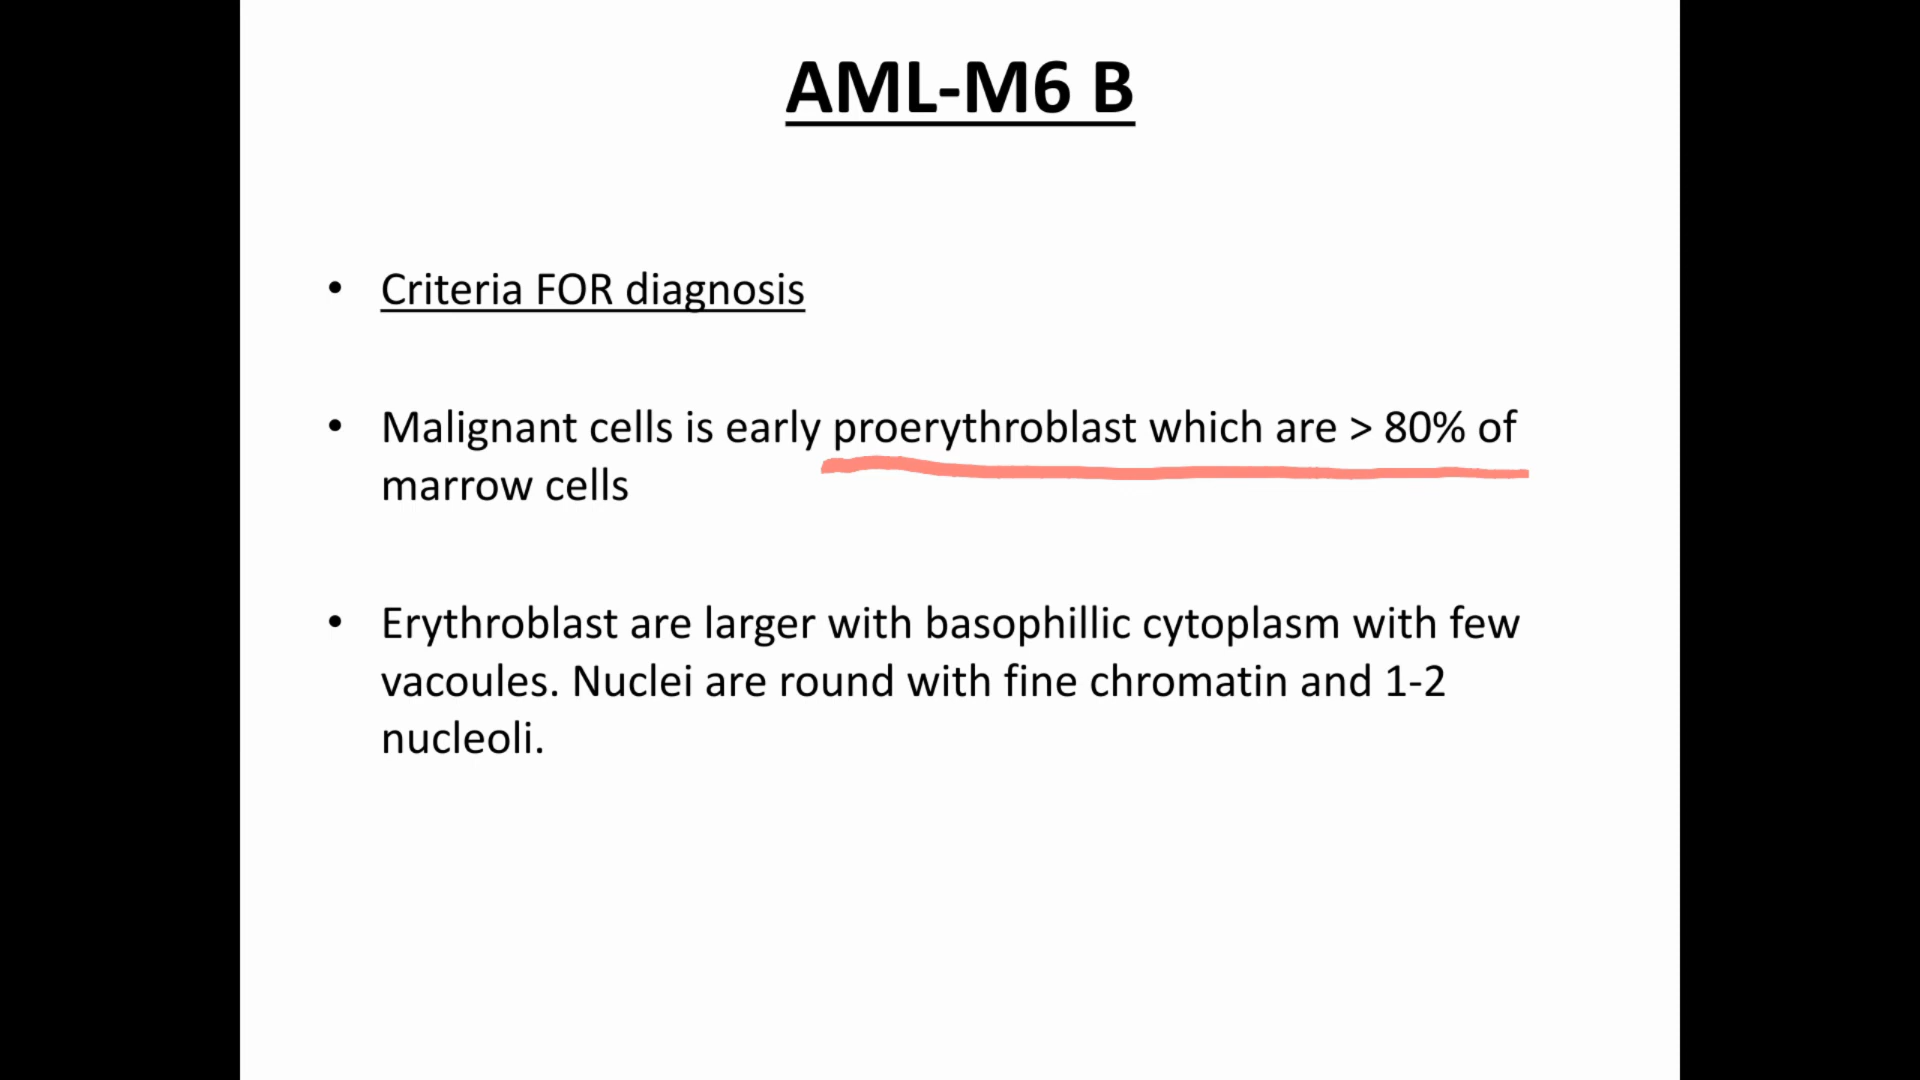 AML-M6 B
• Criteria FOR diagnosis
• Malignant cells is early proerythroblast which are > 80% of
marrow cells
• Erythroblast are larger with basophillic cytoplasm with few
vacoules. Nuclei are round with fine chromatin and 1-2
nucleoli.